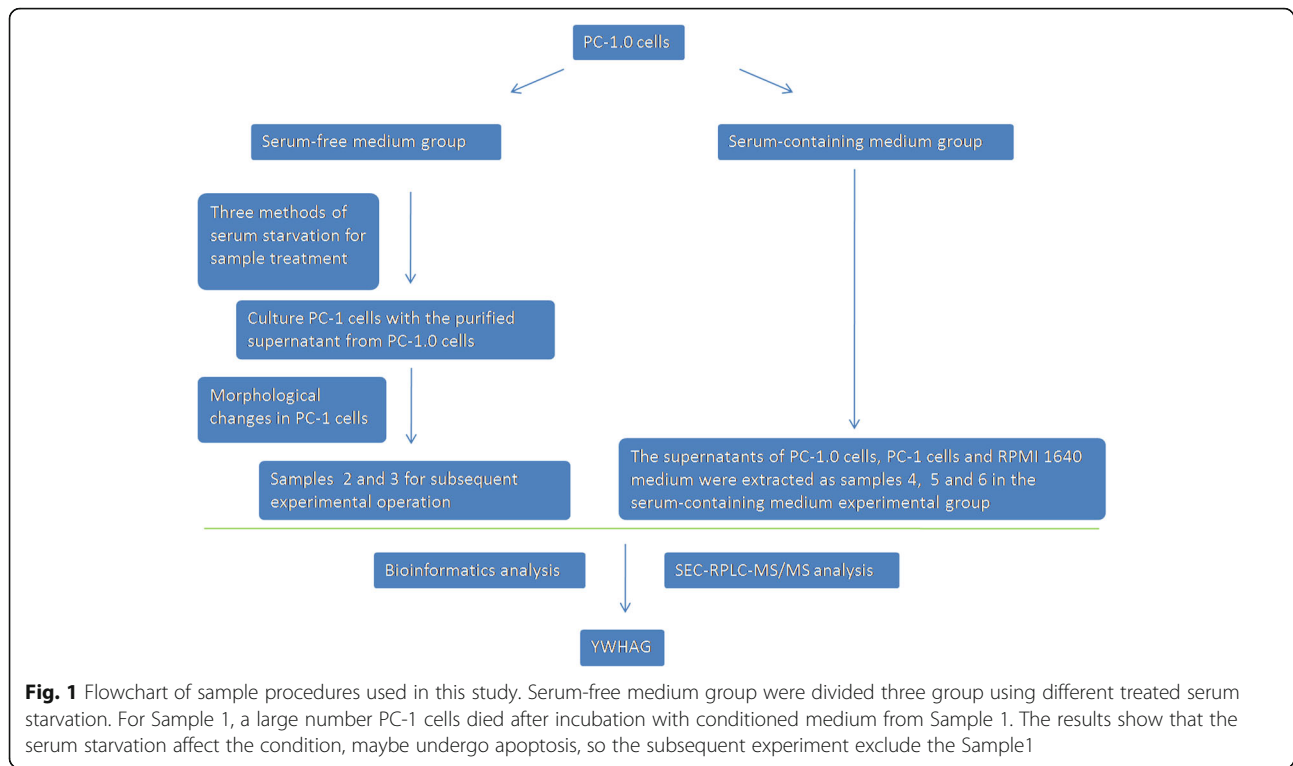 PC-1.0 cells
Serum-free medium group
Serum-containing medium group
Three methods of
serum starvation for
sample treatment
Culture PC-1 cells with the purified
supernatant from PC-1.0 cells
Morphological
changes in PC-1 cells
Samples 2 and 3 for subsequent
experimental operation
The supernatants of PC-1.0 cells, PC-1 cells and RPMI 1640
medium were extracted as samples 4, 5 and 6 in the
serum-containing medium experimental group
Bioinformatics analysis
SEC-RPLC-MS/MS analysis
YWHAG
Fig. 1 Flowchart of sample procedures used in this study. Serum-free medium group were divided three group using different treated serum
starvation. For Sample 1, a large number PC-1 cells died after incubation with conditioned medium from Sample 1. The results show that the
serum starvation affect the condition, maybe undergo apoptosis, so the subsequent experiment exclude the Sample1